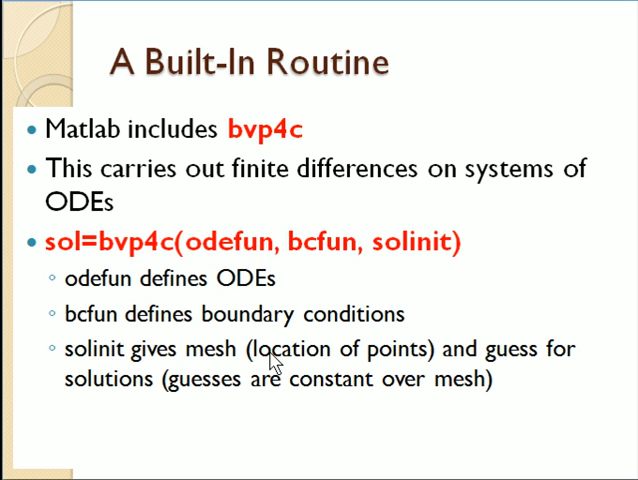 A Built-In Routine
Matlab includes bvp4c
This carries out finite differences on systems of
ODEs
sol=bvp4c(odefun, bcfun, solinit)
odefun defines ODEs
bcfun defines boundary conditions
solinit gives mesh (location of points) and guess for
solutions (guesses are constant over mesh)